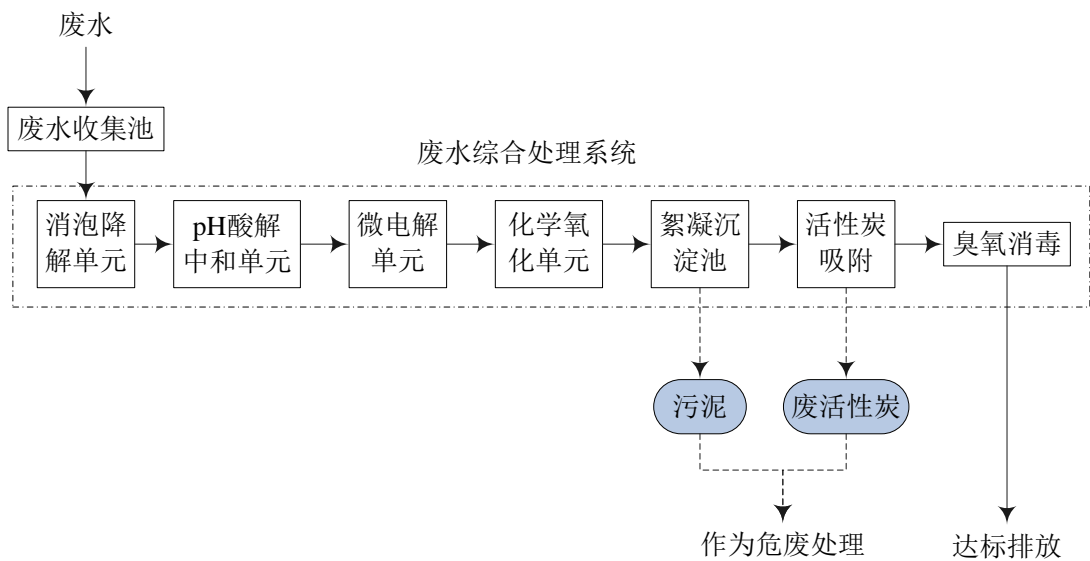 废水
废水收集池
废水综合处理系统
消泡降
解单元
pH酸解
中和单元
微电解
单元
化学氧
化单元
絮凝沉
淀池
活性炭
吸附
臭氧消毒
污泥
废活性炭
作为危废处理
达标排放